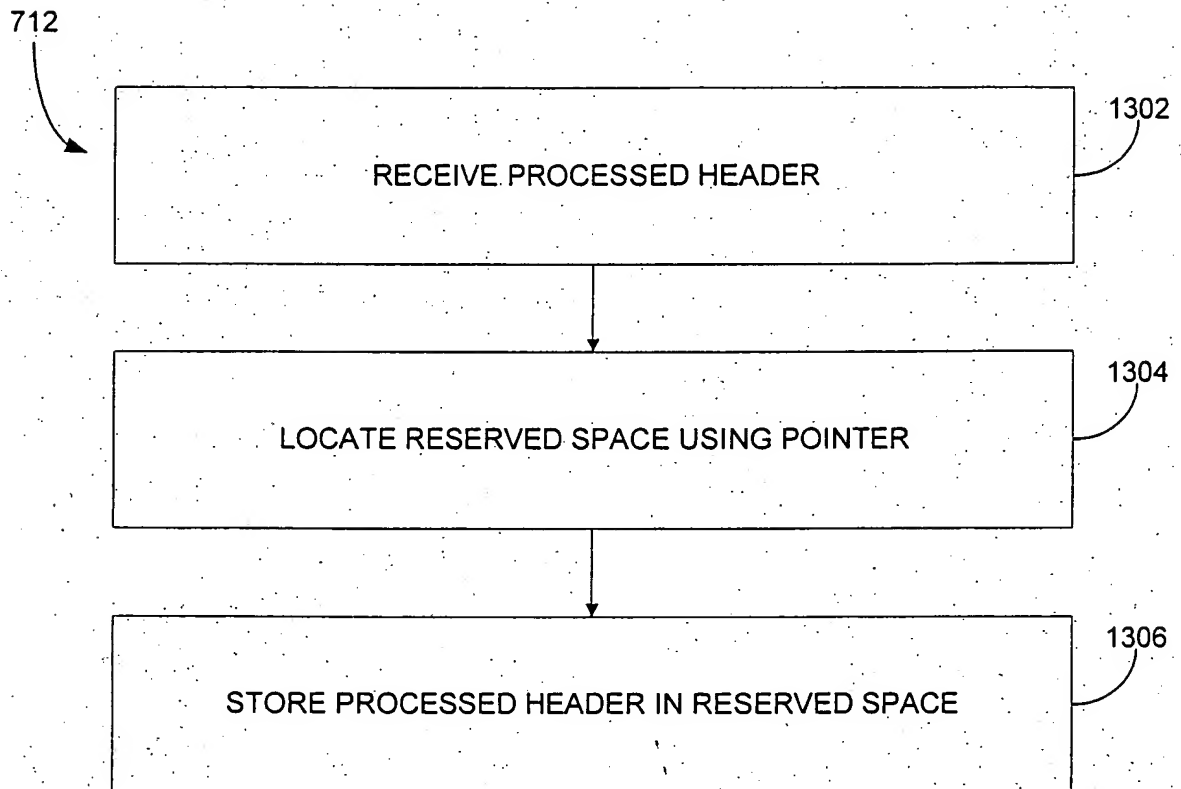 712
1302
RECEIVE PROCESSED HEADER
1304
LOCATE RESERVED SPACE USING POINTER
1306
STORE PROCESSED HEADER IN RESERVED SPACE